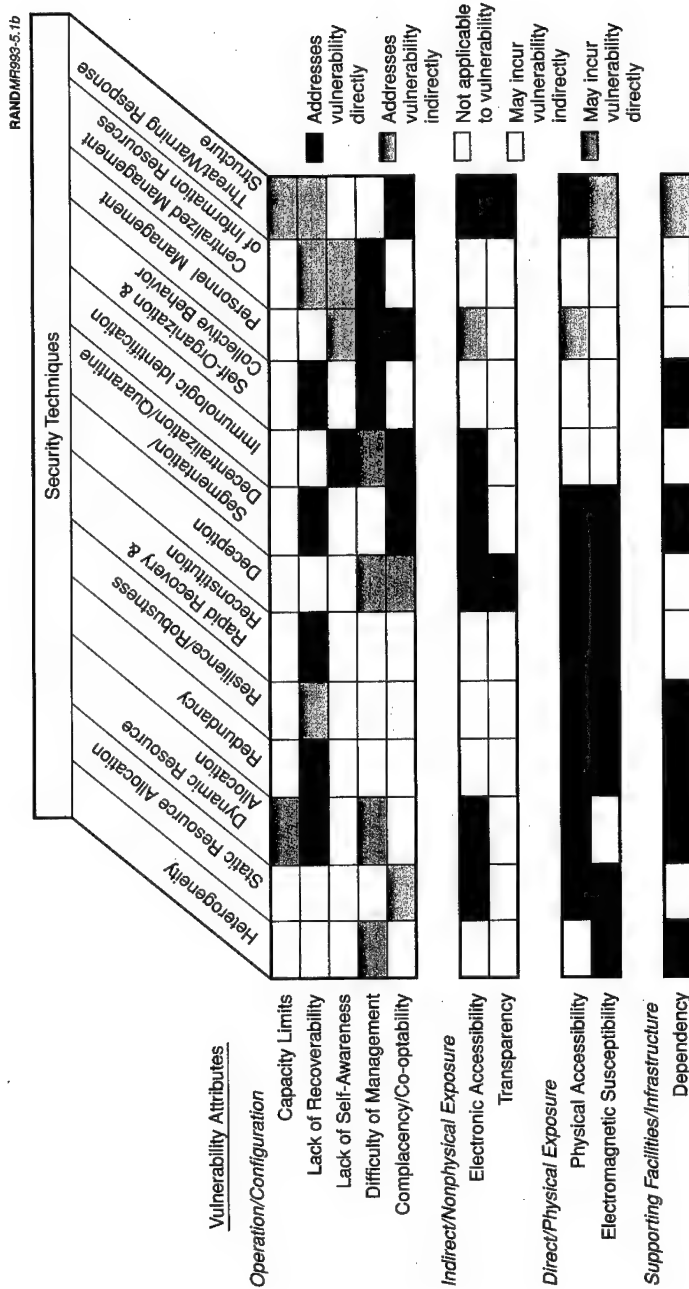 RANDMR993-5.1b
Security Techniques
Heterogeneity
Static Resource Allocation
Dynamic Resource
Allocation
Redundancy
Resilience/Robustness
Rapid Recovery &
Reconstitution
Deception
Segmentation/
Decentralization/Quarantine
Immunologic Identification
Self-Organization &
Collective Behavior
Personnel Management
Centralized Management
of Information Resources
Threat/Warning Response
Structure
Vulnerability Attributes
Operation/Configuration
Capacity Limits
Lack of Recoverability
Lack of Self-Awareness
Difficulty of Management
Complacency/Co-optability
Indirect/Nonphysical Exposure
Electronic Accessibility
Transparency
Direct/Physical Exposure
Physical Accessibility
Electromagnetic Susceptibility
Supporting Facilities/Infrastructure
Dependency
Addresses
vulnerability
directly
Addresses
vulnerability
indirectly
Not applicable
to vulnerability
May incur
vulnerability
indirectly
May incur
vulnerability
directly